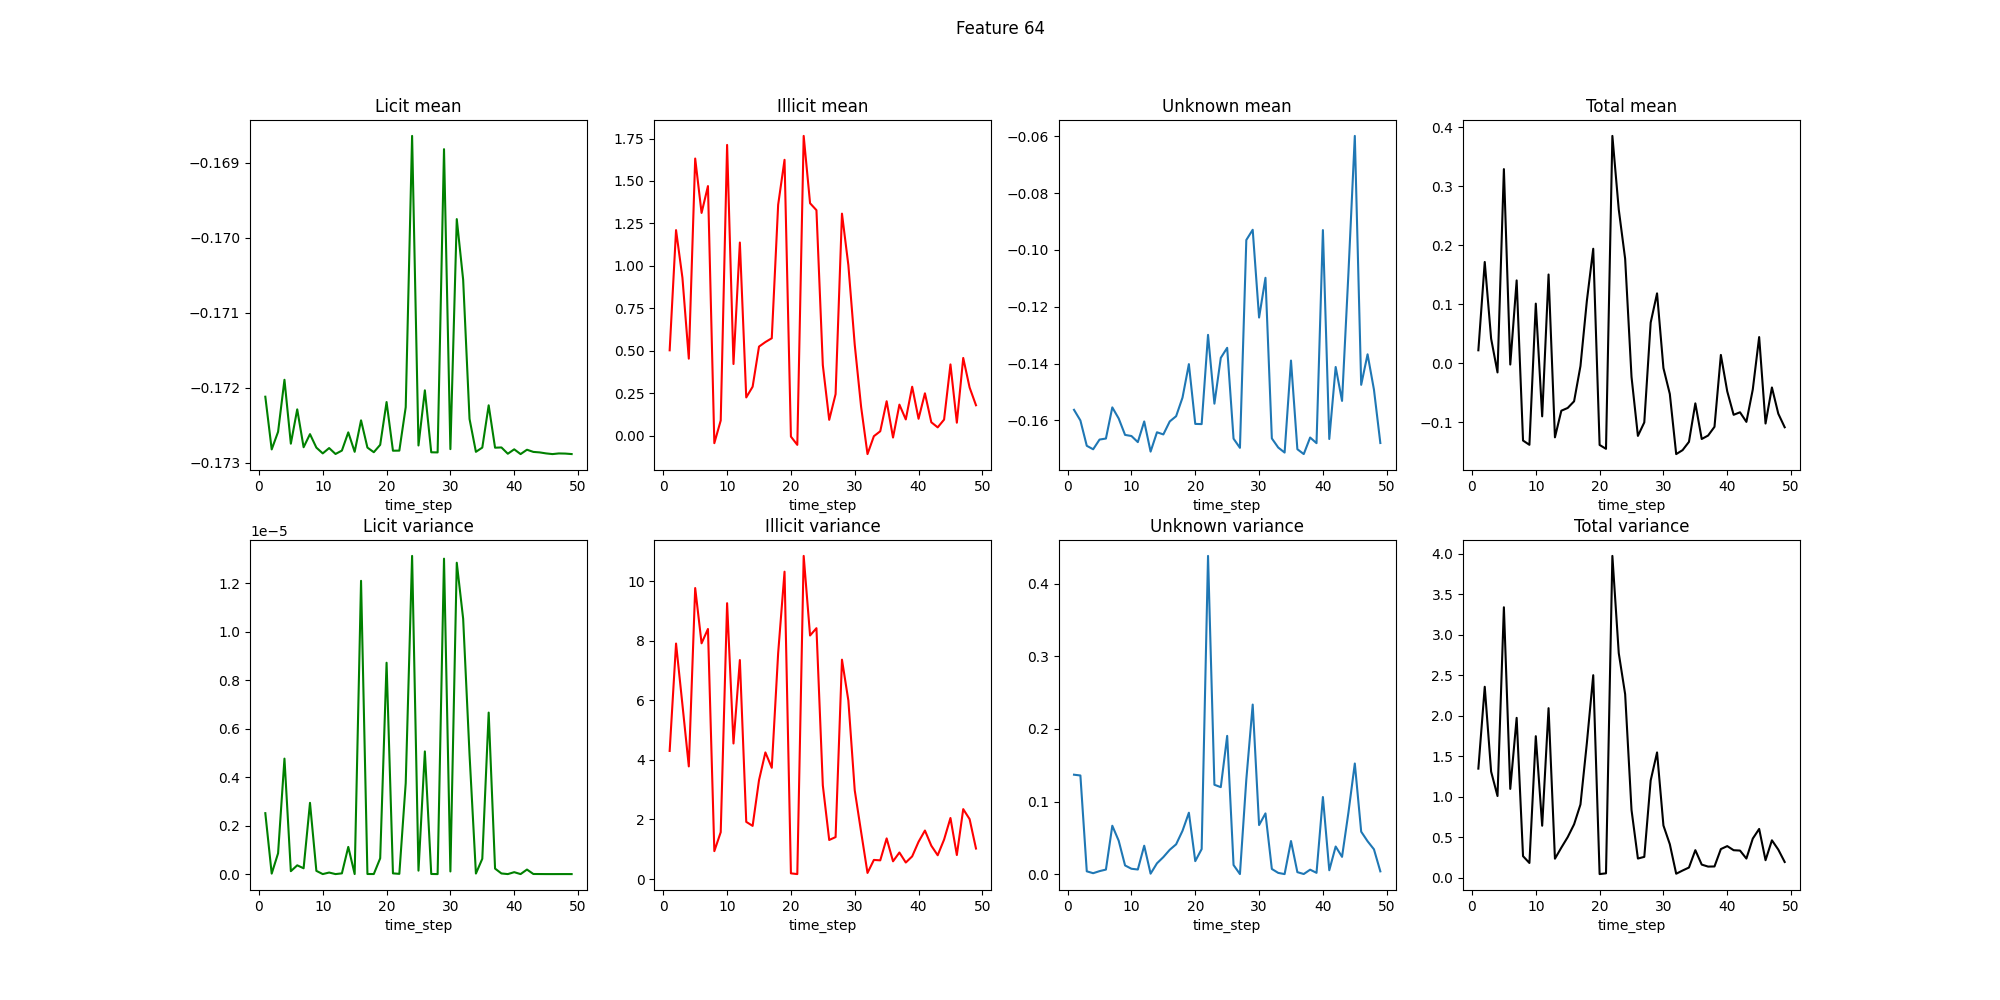 Feature 64
Licit mean
Illicit mean
Unknown mean
Total mean
−0.169
−0.170
−0.171
−0.172
−0.173
0 10 20 30 40 50
time_step
1.75
1.50
1.25
1.00
0.75
0.50
0.25
0.00
0 10 20 30 40 50
time_step
−0.06
−0.08
−0.10
−0.12
−0.14
−0.16
0 10 20 30 40 50
time_step
0.4
0.3
0.2
0.1
0.0
−0.1
0 10 20 30 40 50
time_step
Licit variance
Illicit variance
Unknown variance
Total variance
1e−5
1.2
1.0
0.8
0.6
0.4
0.2
0.0
0 10 20 30 40 50
time_step
10
8
6
4
2
0
0 10 20 30 40 50
time_step
0.4
0.3
0.2
0.1
0.0
0 10 20 30 40 50
time_step
4.0
3.5
3.0
2.5
2.0
1.5
1.0
0.5
0.0
0 10 20 30 40 50
time_step